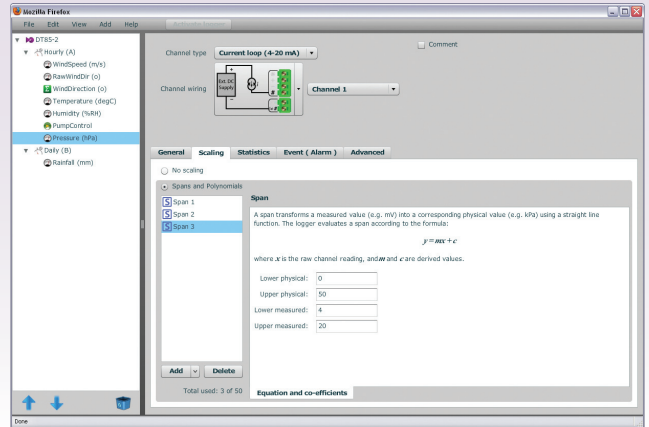 Mozilla Firefox
File Edit View Add Help
DT85-2
Hourly (A)
WindSpeed (m/s)
RawWindDir (o)
WindDirection (o)
Temperature (degC)
Humidity (%RH)
PumpControl
Pressure (hPa)
Daily (B)
Rainfall (mm)
Channel type Current loop (4-20 mA)
Comment
Channel wiring
Ext. DC
Supply
Channel 1
General Scaling Statistics Event ( Alarm ) Advanced
No scaling
Spans and Polynomials
Span 1
Span 2
Span 3
Span
A span transforms a measured value (e.g. mV) into a corresponding physical value (e.g. kPa) using a straight line
function. The logger evaluates a span according to the formula:
y=mx+c
where x is the raw channel reading, and m and c are derived values.
Lower physical: 0
Upper physical: 50
Lower measured: 4
Upper measured: 20
Add Delete
Total used: 3 of 50
Equation and co-efficients
Done